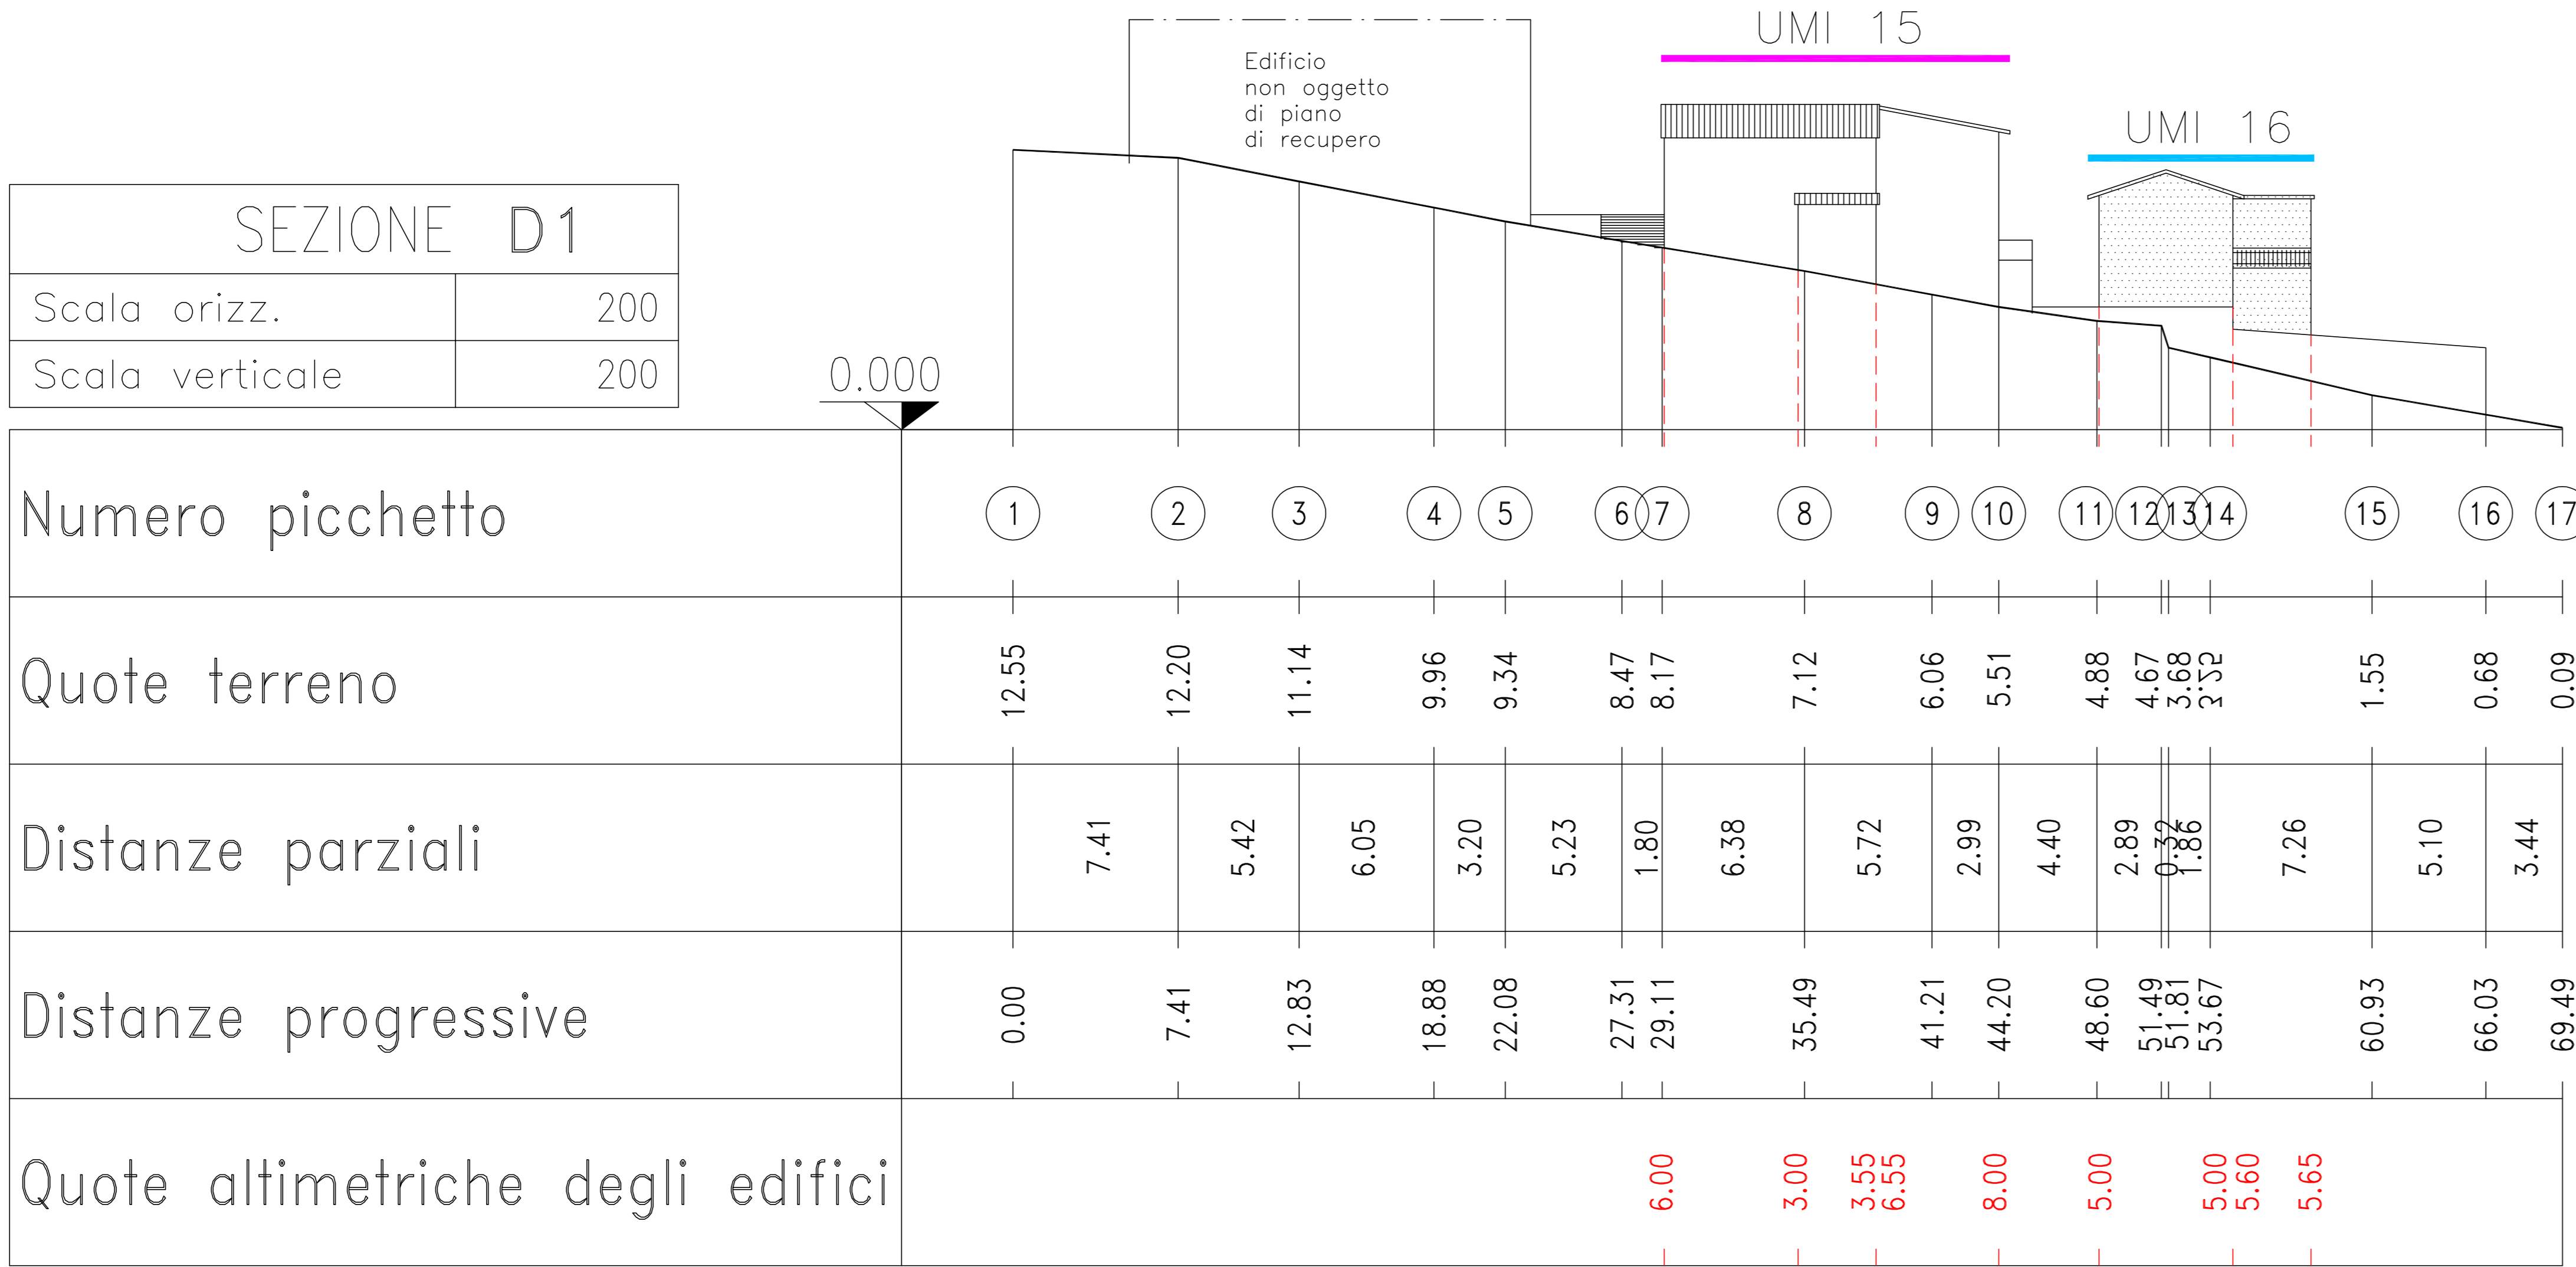 UMI 15
Edificio
non oggetto
di piano
di recupero
UMI 16
SEZIONE D1
Scala orizz. 200
Scala verticale 200
0.000
Numero picchetto 1 2 3 4 5 6 7 8 9 10 11 12 13 14 15 16 17
Quote terreno 12.55 12.20 11.14 9.96 9.34 8.47 8.17 7.12 6.06 5.51 4.88 4.67 3.68 1.55 0.68 0.09
Distanze parziali 7.41 5.42 6.05 3.20 5.23 1.80 6.38 5.72 2.99 4.40 2.89 0.32 1.86 7.26 5.10 3.44
Distanze progressive 0.00 7.41 12.83 18.88 22.08 27.31 29.11 35.49 41.21 44.20 48.60 51.49 51.81 53.67 60.93 66.03 69.49
Quote altimetriche degli edifici 6.00 3.00 3.55 6.55 8.00 5.00 5.00 5.60 5.65